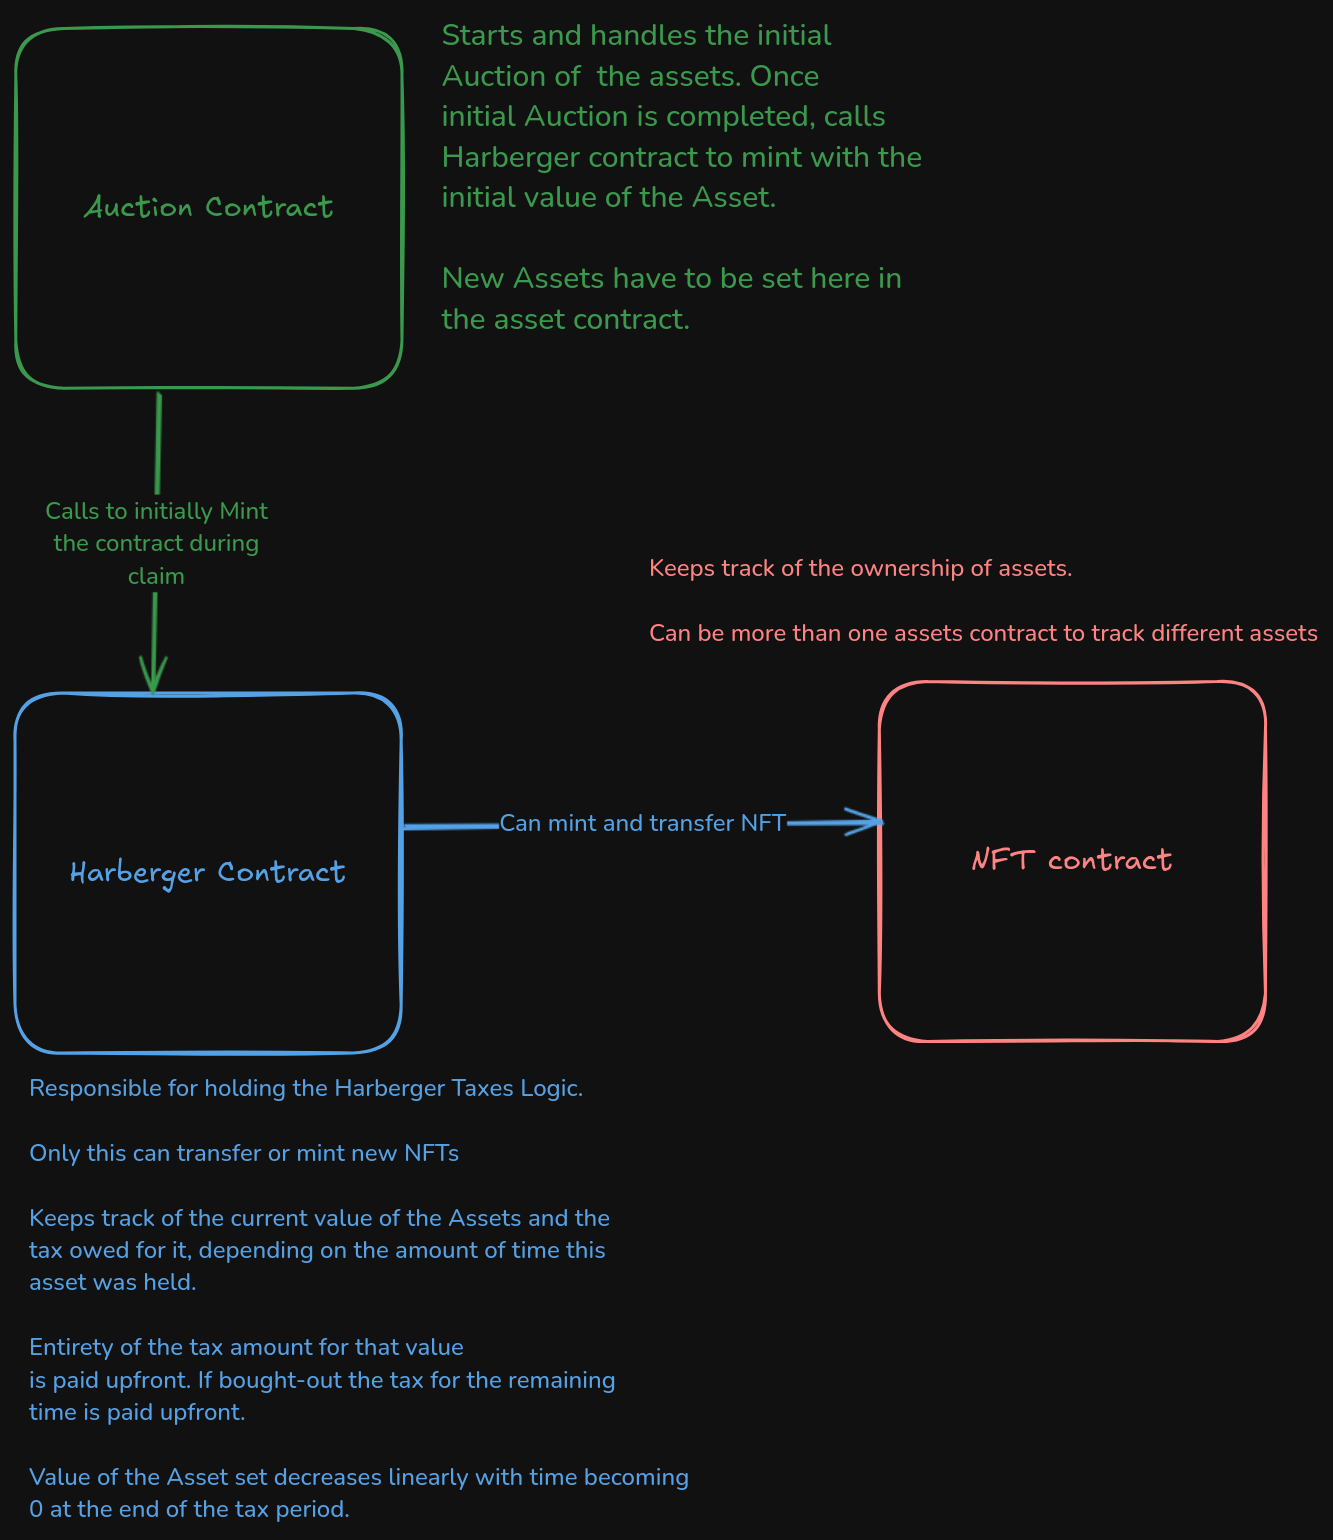 Auction Contract
Starts and handles the initial
Auction of  the assets. Once
initial Auction is completed, calls
Harberger contract to mint with the
initial value of the Asset.
New Assets have to be set here in
the asset contract.
Calls to initially Mint
the contract during
claim
Keeps track of the ownership of assets.
Can be more than one assets contract to track different assets
Harberger Contract
Can mint and transfer NFT
NFT contract
Responsible for holding the Harberger Taxes Logic.
Only this can transfer or mint new NFTs
Keeps track of the current value of the Assets and the
tax owed for it, depending on the amount of time this
asset was held.
Entirety of the tax amount for that value
is paid upfront. If bought-out the tax for the remaining
time is paid upfront.
Value of the Asset set decreases linearly with time becoming
0 at the end of the tax period.